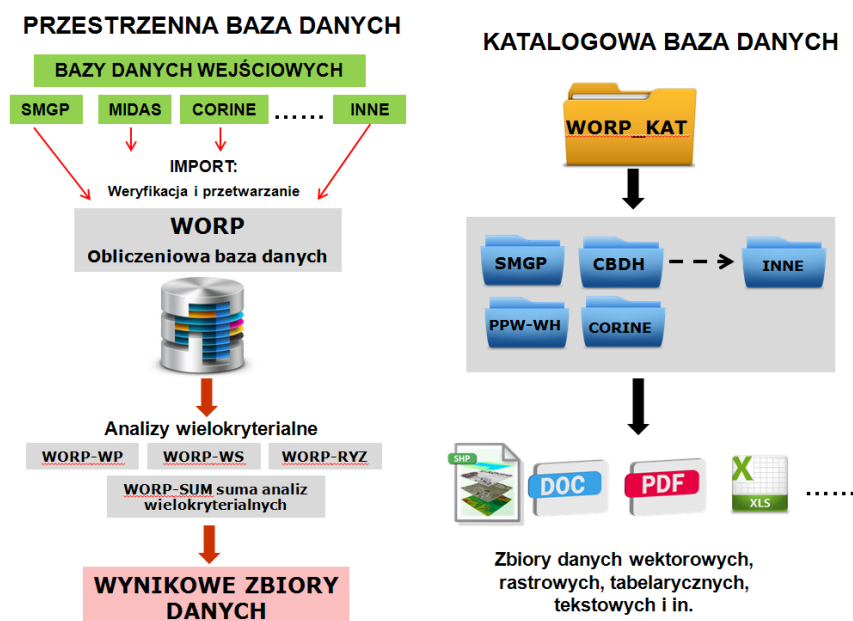 PRZESTRZENNA BAZA DANYCH
BAZY DANYCH WEJŚCIOWYCH
SMGP MIDAS CORINE ...... INNE
IMPORT:
Weryfikacja i przetwarzanie
WORP
Obliczeniowa baza danych
Analizy wielokryterialne
WORP-WP WORP-WS WORP-RYZ
WORP-SUM suma analiz
wielokryterialnych
WYNIKOWE ZBIORY
DANYCH
KATALOGOWA BAZA DANYCH
WORP_KAT
SMGP CBDH INNE
PPW-WH CORINE
SHP DOC PDF X XLS ......
Zbiory danych wektorowych,
rastrowych, tabelarycznych,
tekstowych i in.